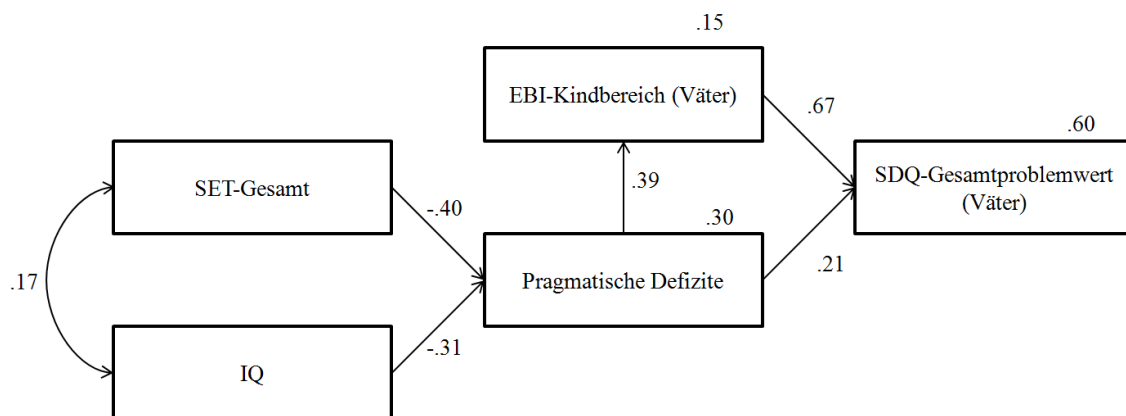 .15
EBI-Kindbereich (Väter)
.67
.60
SET-Gesamt
SDQ-Gesamtproblemwert
(Väter)
.39
-.40
.30
.17
Pragmatische Defizite
.21
-.31
IQ